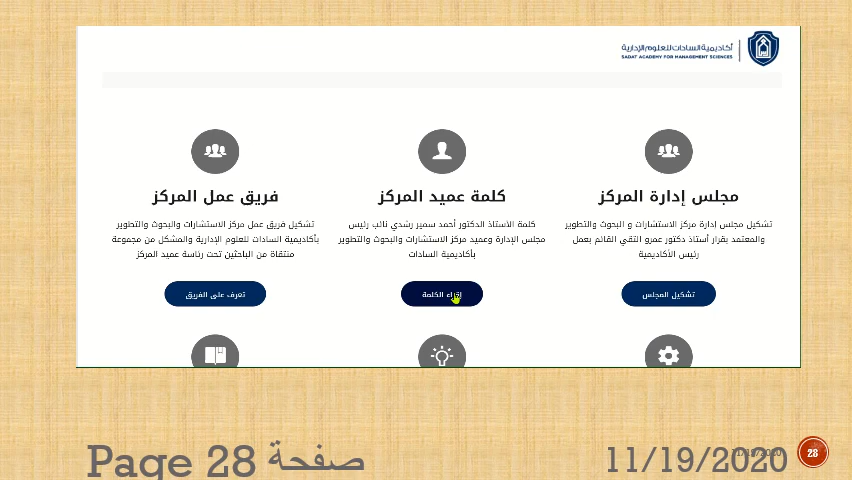 أكاديمية السادات للعلوم الإدارية
SADAT ACADEMY FOR MANAGEMENT SCIENCES
مجلس إدارة المركز
تشكيل مجلس إدارة مركز الاستشارات و البحوث والتطوير
والمعتمد بقرار أستاذ دكتور عمرو التقي القائم بعمل
رئيس الأكاديمية
تشكيل المجلس
كلمة عميد المركز
كلمة الاستاذ الدكتور أحمد سمير رشدي نائب رئيس
مجلس الإدارة وعميد مركز الاستشارات والبحوث والتطوير
بأكاديمية السادات
الكلمة
فريق عمل المركز
تشكيل فريق عمل مركز الاستشارات والبحوث والتطوير
بأكاديمية السادات للعلوم الإدارية والمشكل من مجموعة
منتقاة من الباحثين تحت رئاسة عميد المركز
تعرف على الفريق
Page 28 صفحة
11/19/2020
28